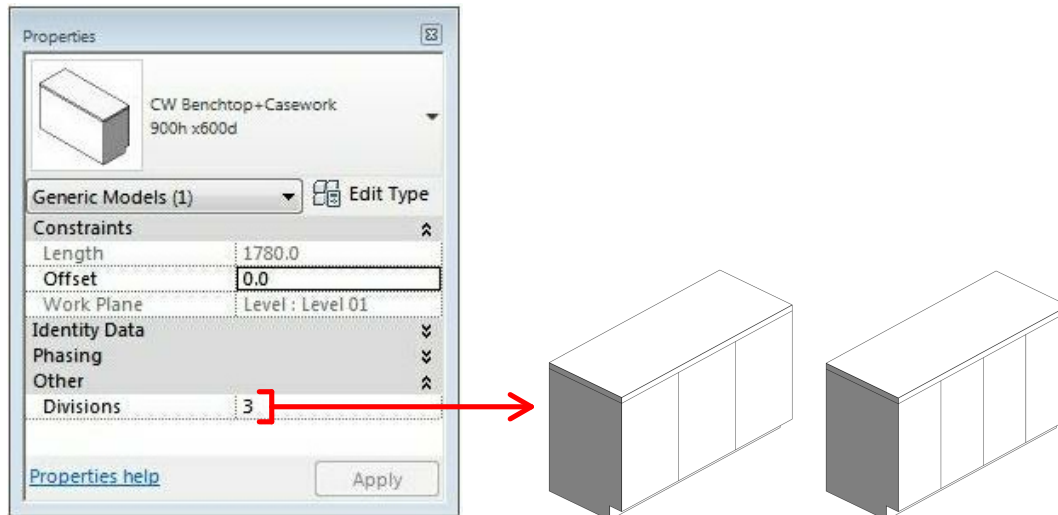 Properties
CW Benchtop+Casework
900h x600d
Generic Models (1)
Edit Type
Constraints
Length 1780.0
Offset 0.0
Work Plane Level : Level 01
Identity Data
Phasing
Other
Divisions 3
Properties help
Apply